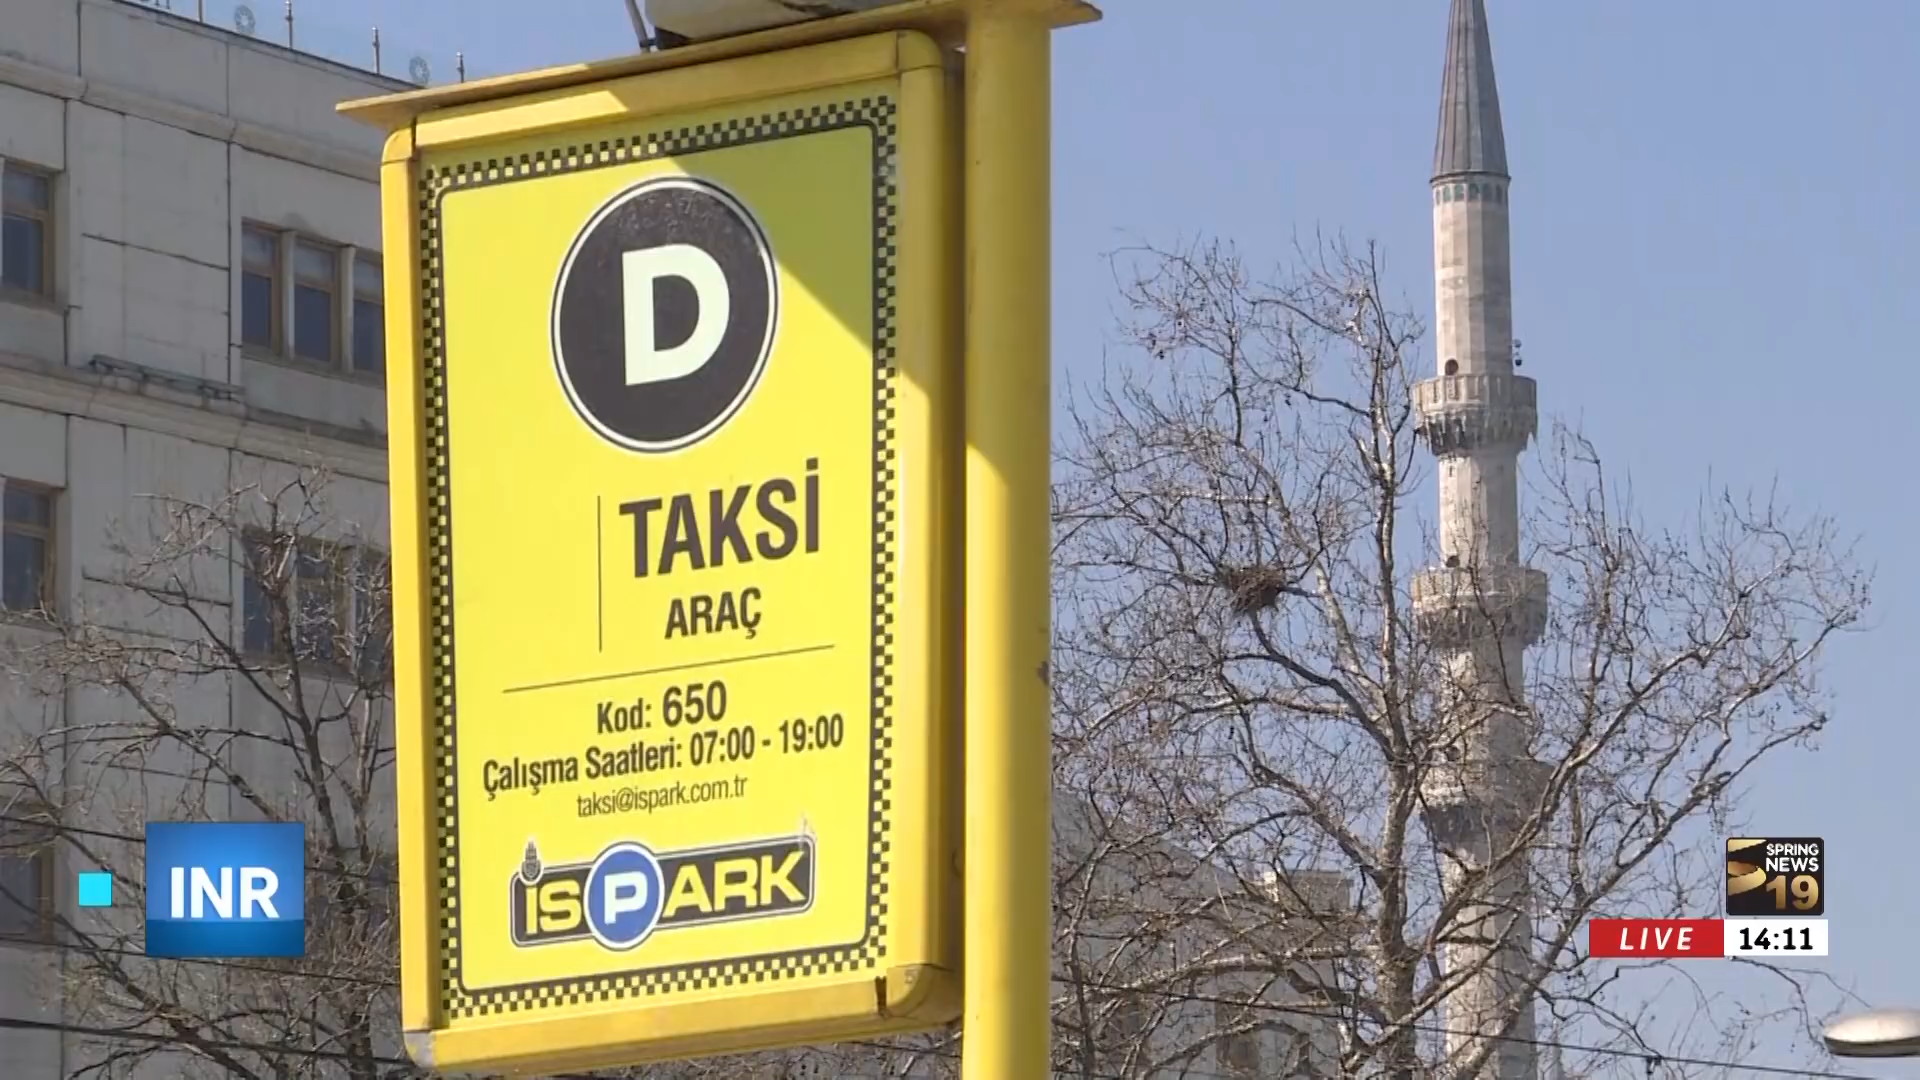 D
TAKSİ
ARAÇ
Kod: 650
Çalışma Saatleri: 07:00 - 19:00
taksi@ispark.com.tr
İSPARK
INR
SPRING
NEWS
19
LIVE 14:11